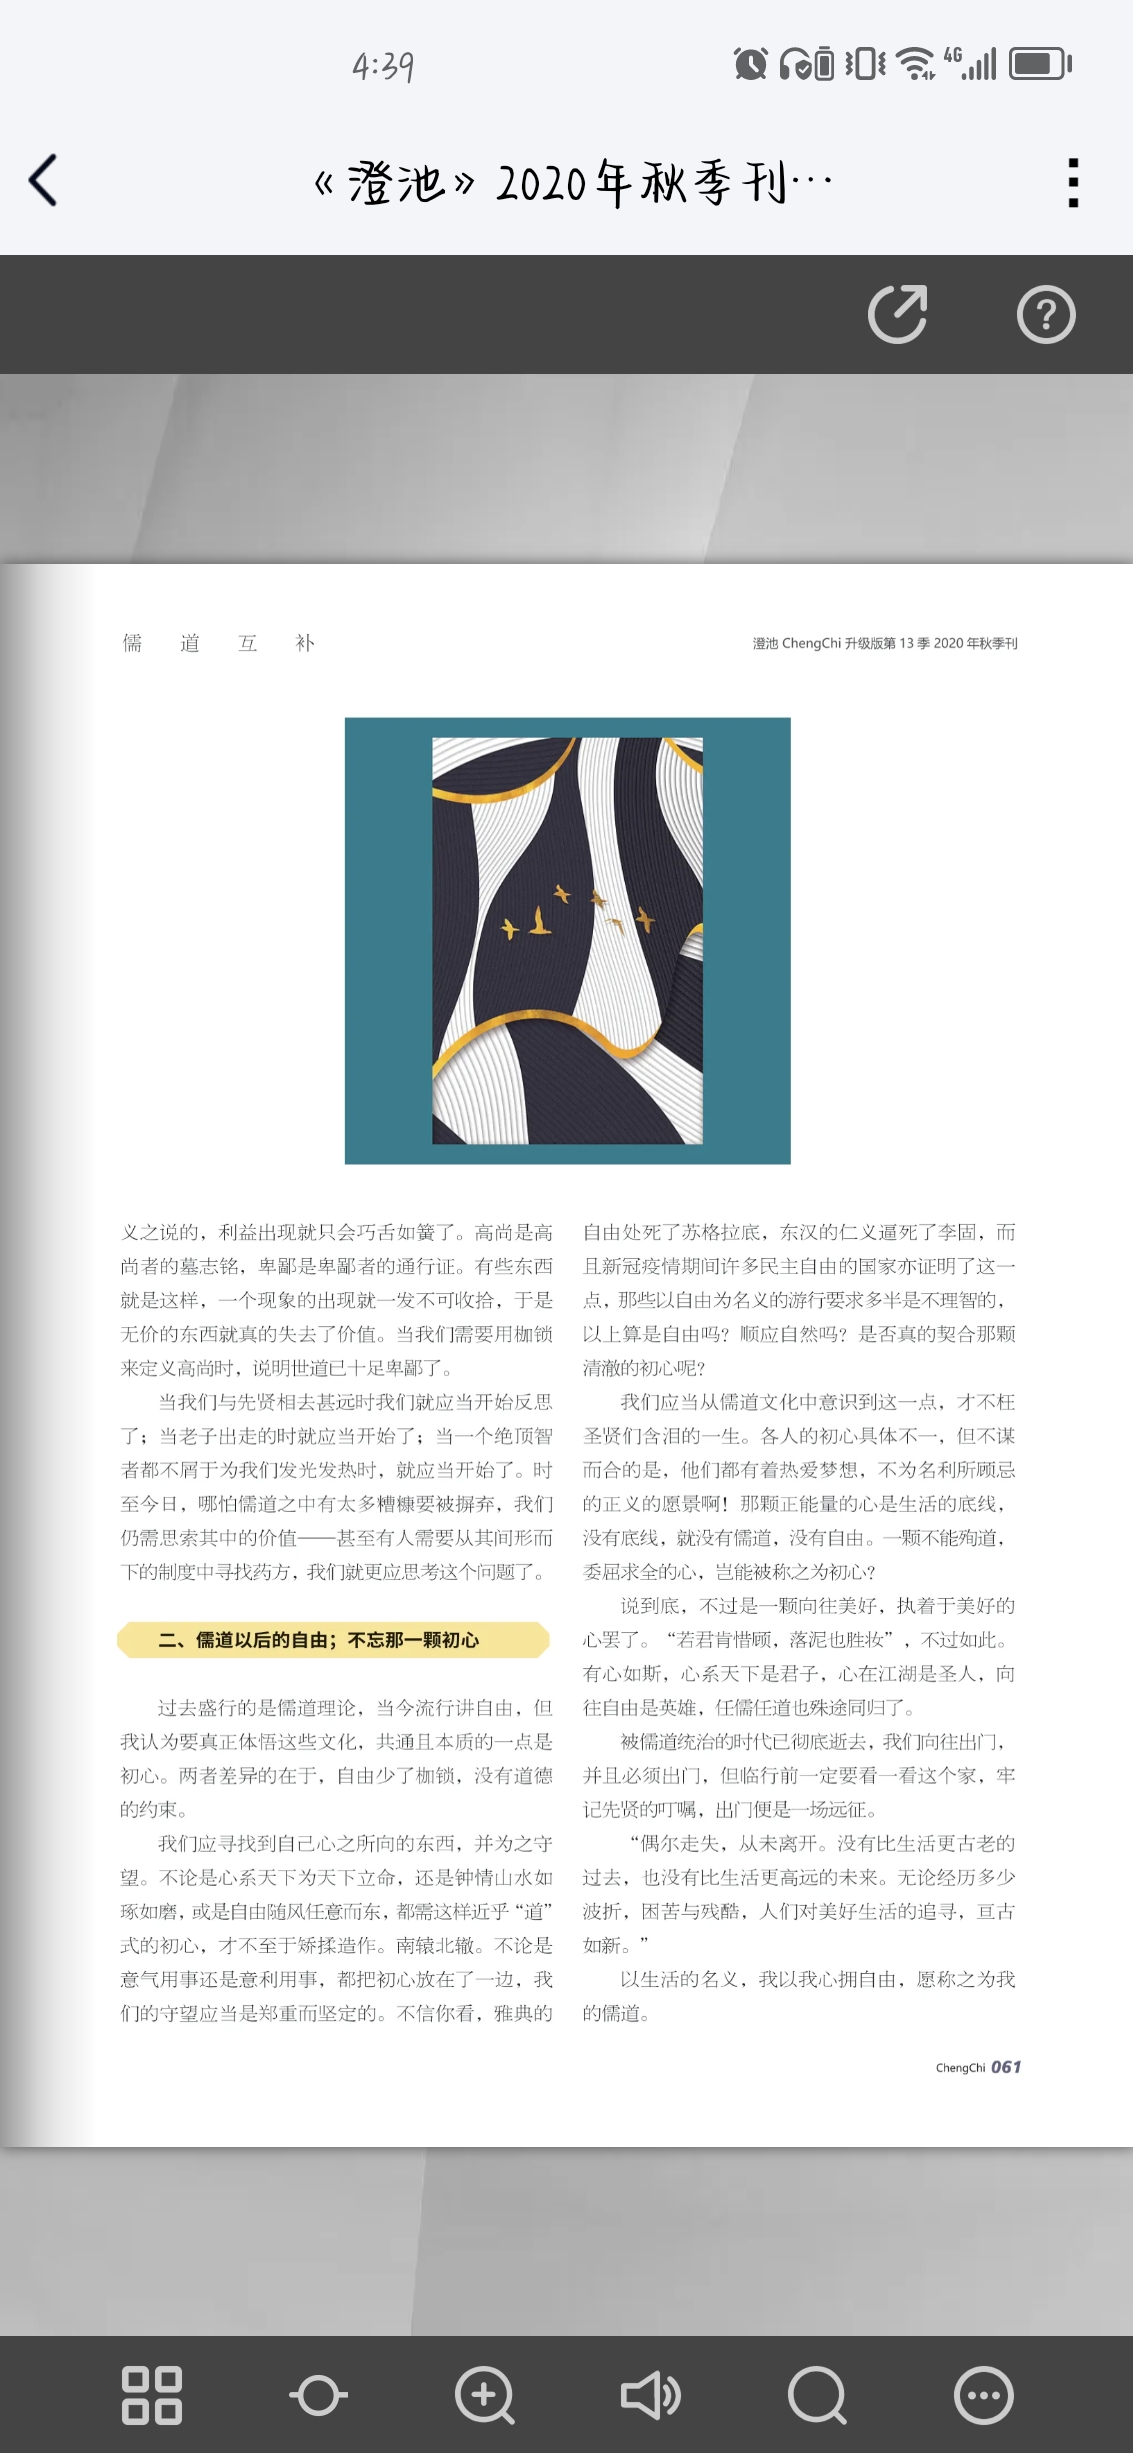 4:39
4G
《澄池》2020年秋季刊…
儒道互补
澄池 ChengChi 升级版第 13 季 2020 年秋季刊
义之说的，利益出现就只会巧舌如簧了。高尚是高
尚者的墓志铭，卑鄙是卑鄙者的通行证。有些东西
就是这样，一个现象的出现就一发不可收拾，于是
无价的东西就真的失去了价值。当我们需要用枷锁
来定义高尚时，说明世道已十足卑鄙了。
当我们与先贤相去甚远时我们就应当开始反思
了；当老子出走的时就应当开始了；当一个绝顶智
者都不屑于为我们发光发热时，就应当开始了。时
至今日，哪怕儒道之中有太多糟糠要被摒弃，我们
仍需思索其中的价值——甚至有人需要从其间形而
下的制度中寻找药方，我们就更应思考这个问题了。
二、儒道以后的自由；不忘那一颗初心
过去盛行的是儒道理论，当今流行讲自由，但
我认为要真正体悟这些文化，共通且本质的一点是
初心。两者差异的在于，自由少了枷锁，没有道德
的约束。
我们应寻找到自己心之所向的东西，并为之守
望。不论是心系天下为天下立命，还是钟情山水如
琢如磨，或是自由随风任意而东，都需这样近乎“道”
式的初心，才不至于矫揉造作。南辕北辙。不论是
意气用事还是意利用事，都把初心放在了一边，我
们的守望应当是郑重而坚定的。不信你看，雅典的
自由处死了苏格拉底，东汉的仁义逼死了李固，而
且新冠疫情期间许多民主自由的国家亦证明了这一
点，那些以自由为名义的游行要求多半是不理智的，
以上算是自由吗？顺应自然吗？是否真的契合那颗
清澈的初心呢？
我们应当从儒道文化中意识到这一点，才不枉
圣贤们含泪的一生。各人的初心具体不一，但不谋
而合的是，他们都有着热爱梦想，不为名利所顾忌
的正义的愿景啊！那颗正能量的心是生活的底线，
没有底线，就没有儒道，没有自由。一颗不能殉道，
委屈求全的心，岂能被称之为初心？
说到底，不过是一颗向往美好，执着于美好的
心罢了。“若君肯惜顾，落泥也胜妆”，不过如此。
有心如斯，心系天下是君子，心在江湖是圣人，向
往自由是英雄，任儒任道也殊途同归了。
被儒道统治的时代已彻底逝去，我们向往出门，
并且必须出门，但临行前一定要看一看这个家，牢
记先贤的叮嘱，出门便是一场远征。
“偶尔走失，从未离开。没有比生活更古老的
过去，也没有比生活更高远的未来。无论经历多少
波折，困苦与残酷，人们对美好生活的追寻，亘古
如新。”
以生活的名义，我以我心拥自由，愿称之为我
的儒道。
ChengChi 061